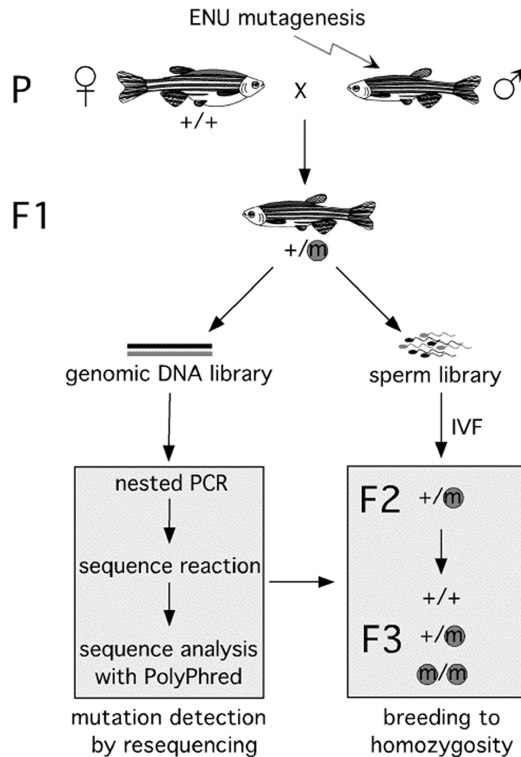 ENU mutagenesis
P ♀ X ♂
+/+
F1
+/m
genomic DNA library
sperm library
IVF
nested PCR
sequence reaction
sequence analysis
with PolyPhred
F2 +/m
+/+
F3 +/m
m/m
mutation detection
by resequencing
breeding to
homozygosity